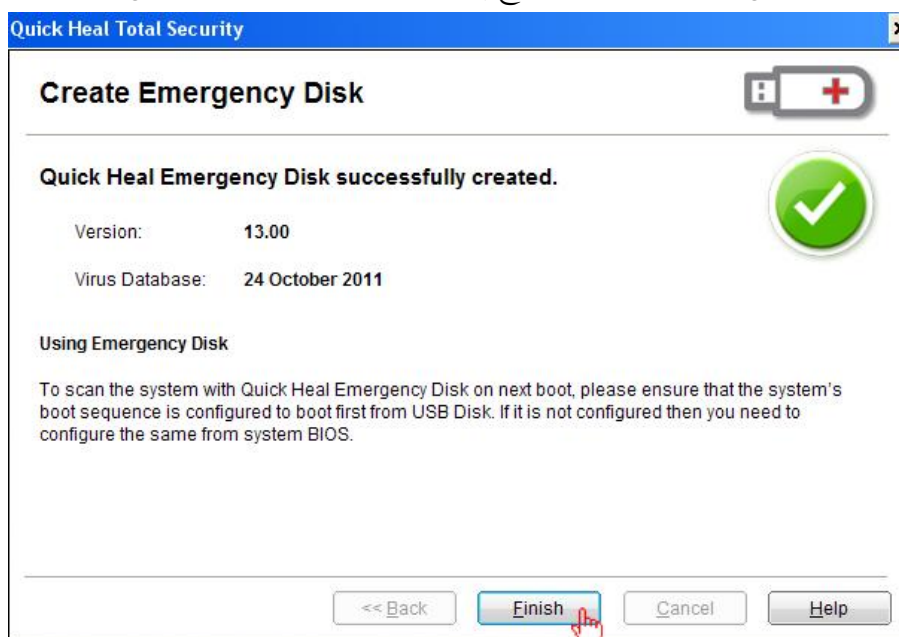 Quick Heal Total Security
Create Emergency Disk
Quick Heal Emergency Disk successfully created.
Version: 13.00
Virus Database: 24 October 2011
Using Emergency Disk
To scan the system with Quick Heal Emergency Disk on next boot, please ensure that the system's
boot sequence is configured to boot first from USB Disk. If it is not configured then you need to
configure the same from system BIOS.
<< Back Finish Cancel Help